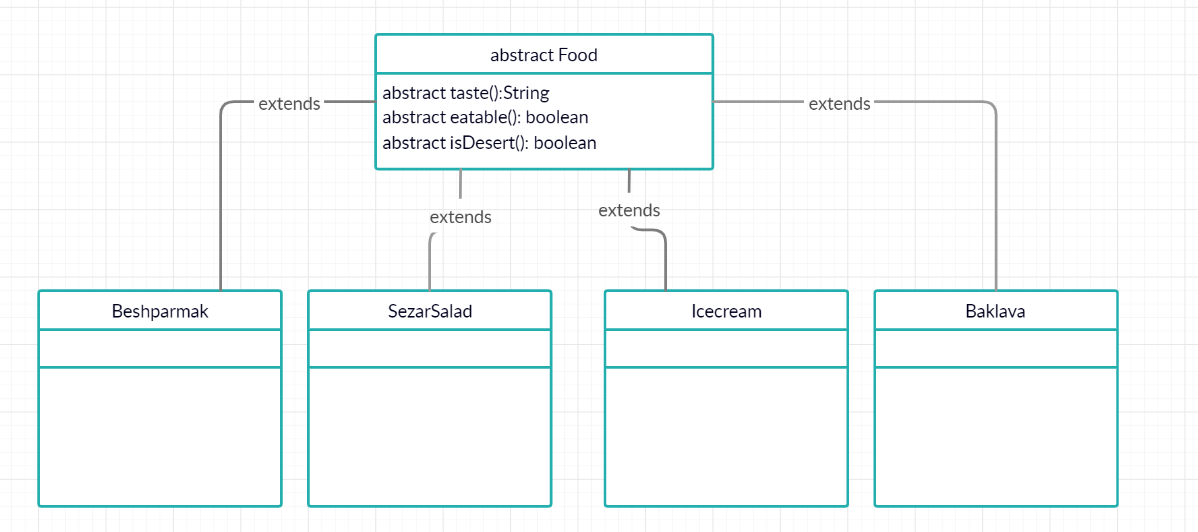 abstract Food
abstract taste():String
abstract eatable(): boolean
abstract isDesert(): boolean
extends
extends
extends
extends
Beshparmak
SezarSalad
Icecream
Baklava